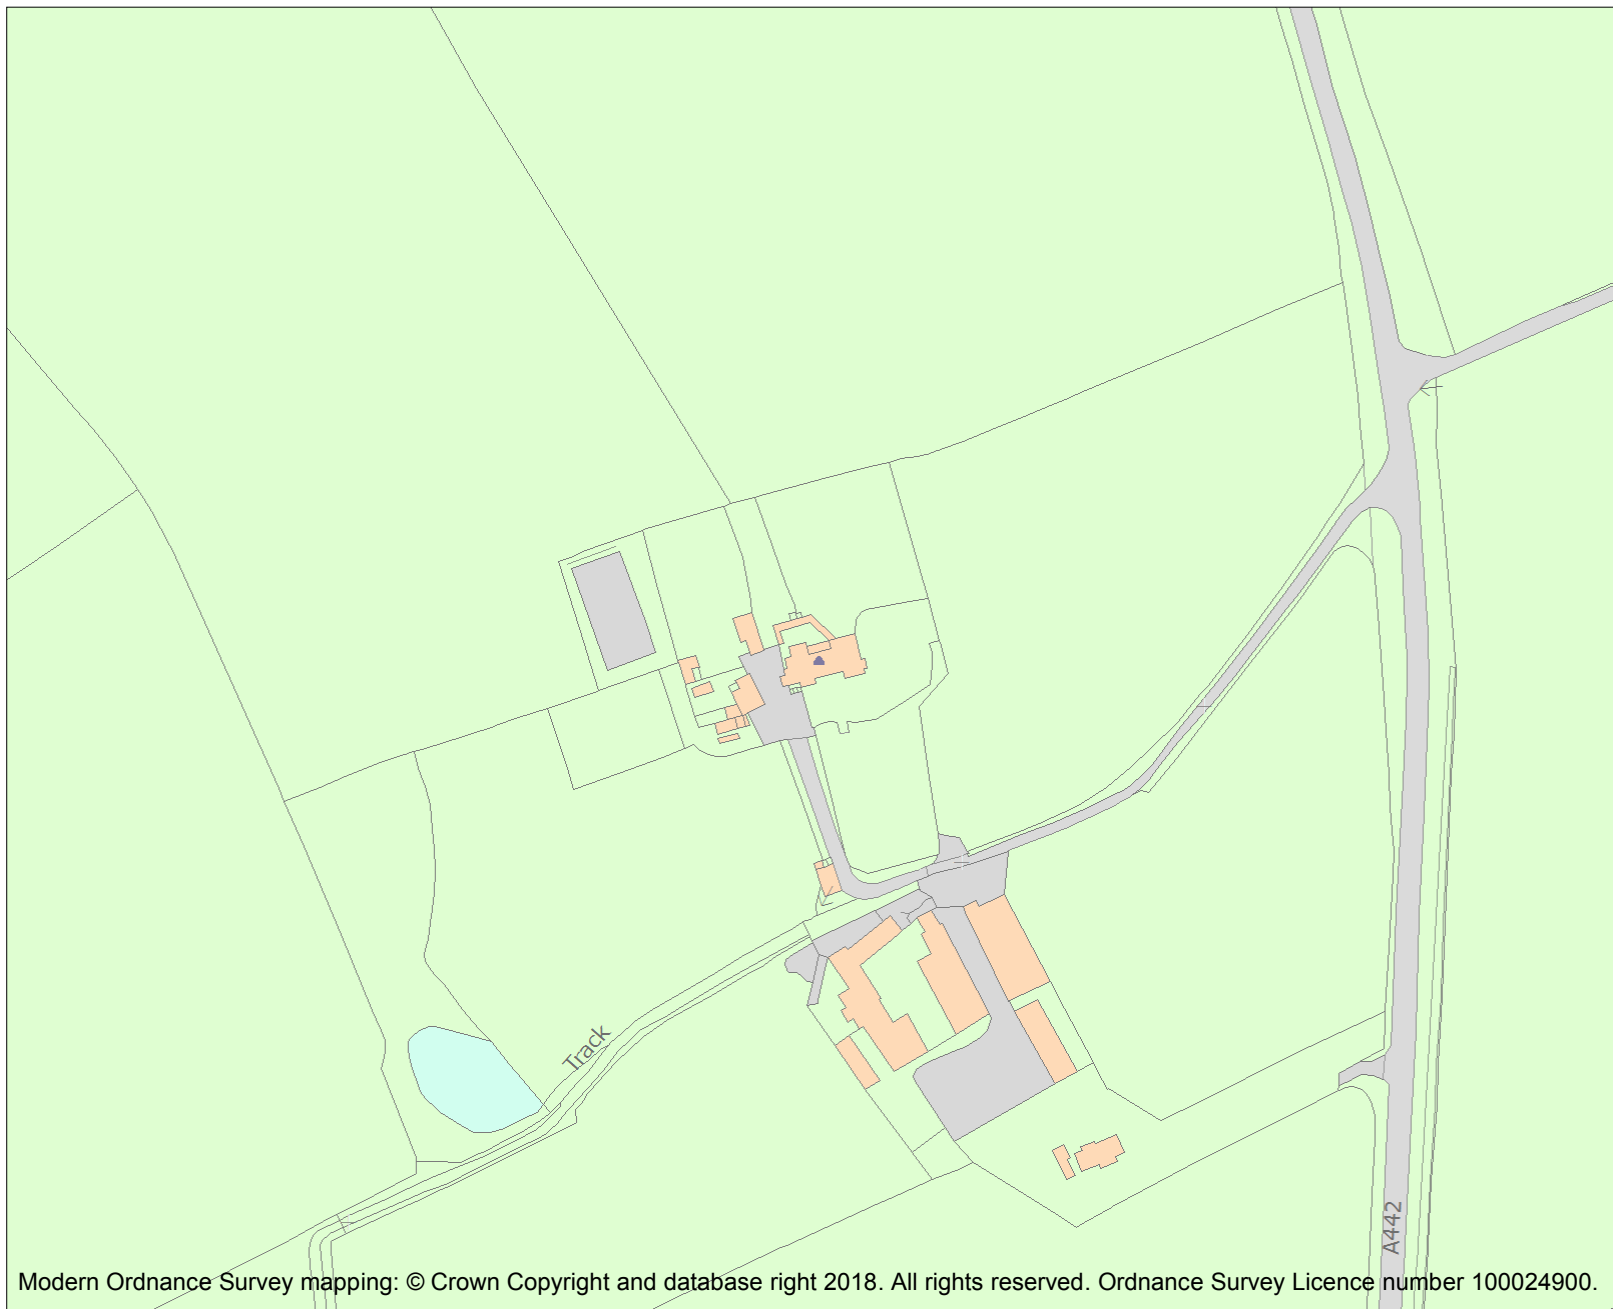 Track
A442
Modern Ordnance Survey mapping: © Crown Copyright and database right 2018. All rights reserved. Ordnance Survey Licence number 100024900.